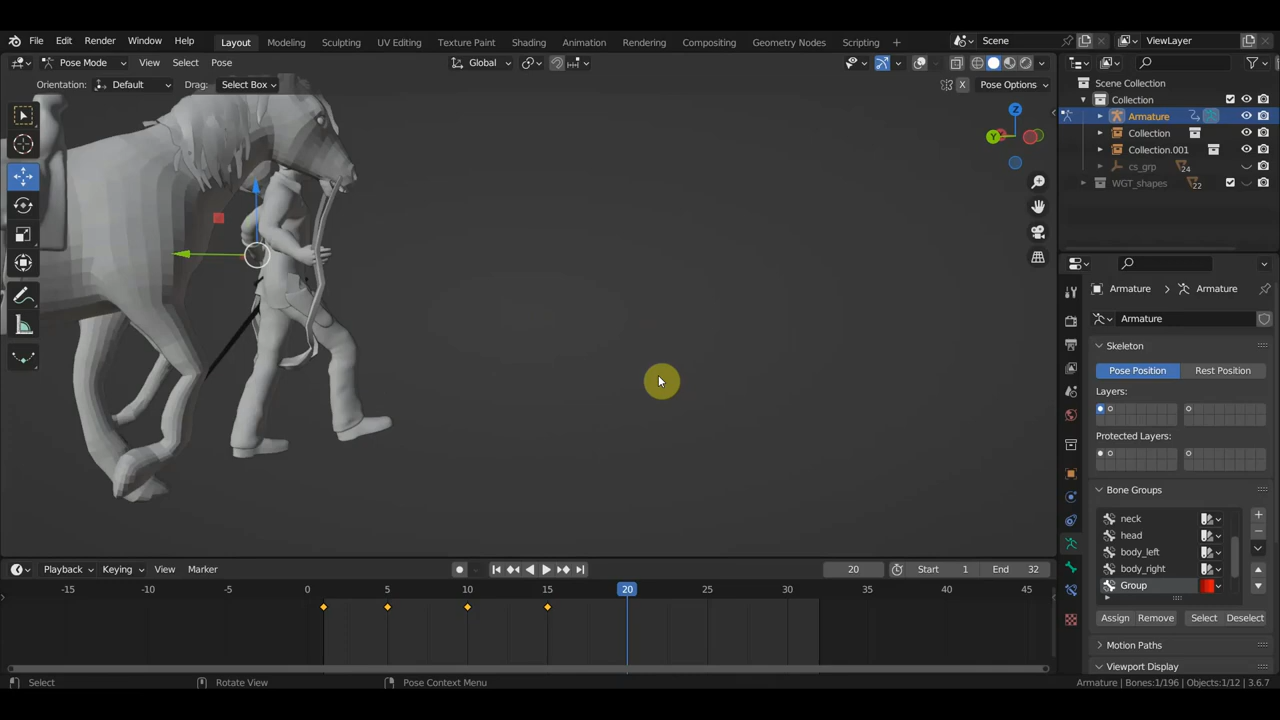 File Edit Render Window Help Layout Modeling Sculpting UV Editing Texture Paint Shading Animation Rendering Compositing Geometry Nodes Scripting + Scene ViewLayer
Pose Mode View Select Pose Global X
Orientation: Default Drag: Select Box X Pose Options
Scene Collection
Collection
Armature
Collection
Collection.001
cs_grp 24
WGT_shapes 22
Z
Y
Armature > Armature
Armature
Skeleton
Pose Position Rest Position
Layers:
Protected Layers:
Bone Groups
neck
head
body_left
body_right
Group
Assign Remove Select Deselect
Motion Paths
Viewport Display
Playback Keying View Marker 20 Start 1 End 32
-15 -10 -5 0 5 10 15 20 25 30 35 40 45
Select Rotate View Pose Context Menu Armature | Bones:1/196 | Objects:1/12 | 3.6.7